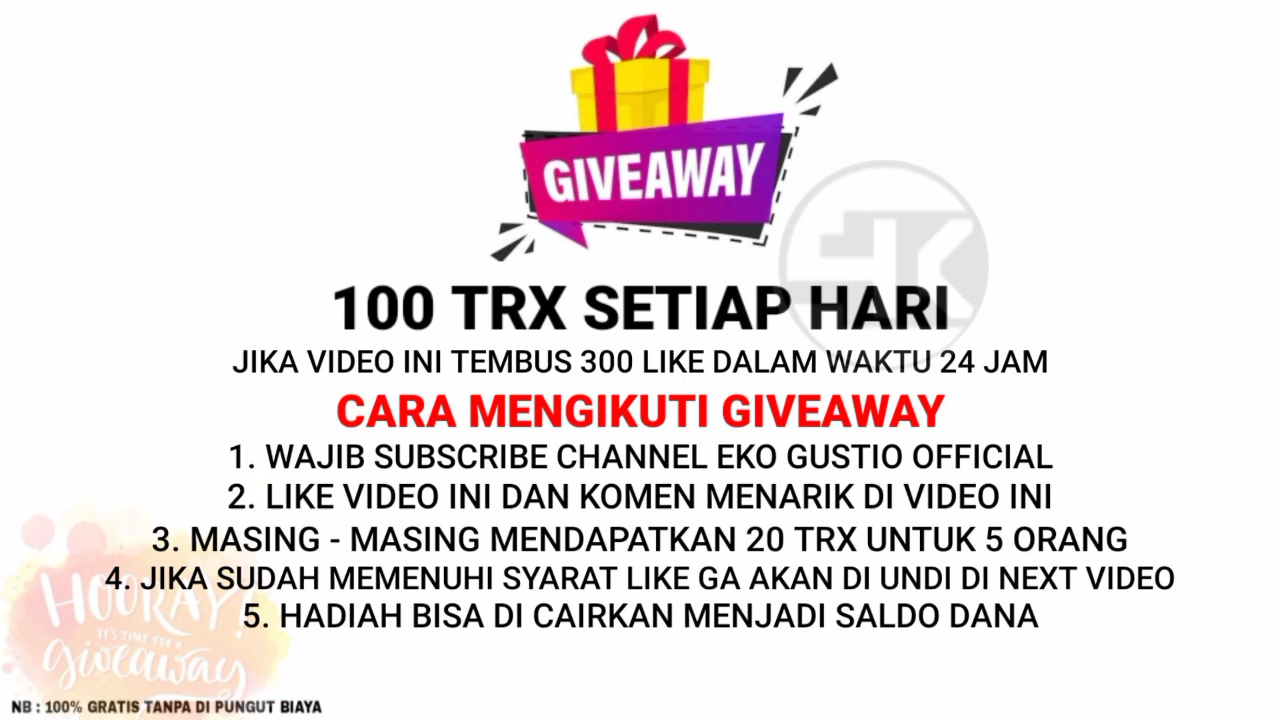 GIVEAWAY
100 TRX SETIAP HARI
JIKA VIDEO INI TEMBUS 300 LIKE DALAM WAKTU 24 JAM
CARA MENGIKUTI GIVEAWAY
1. WAJIB SUBSCRIBE CHANNEL EKO GUSTIO OFFICIAL
2. LIKE VIDEO INI DAN KOMEN MENARIK DI VIDEO INI
3. MASING - MASING MENDAPATKAN 20 TRX UNTUK 5 ORANG
4. JIKA SUDAH MEMENUHI SYARAT LIKE GA AKAN DI UNDI DI NEXT VIDEO
5. HADIAH BISA DI CAIRKAN MENJADI SALDO DANA
HOORAY!
IT'S TIME FOR A
giveaway
NB : 100% GRATIS TANPA DI PUNGUT BIAYA